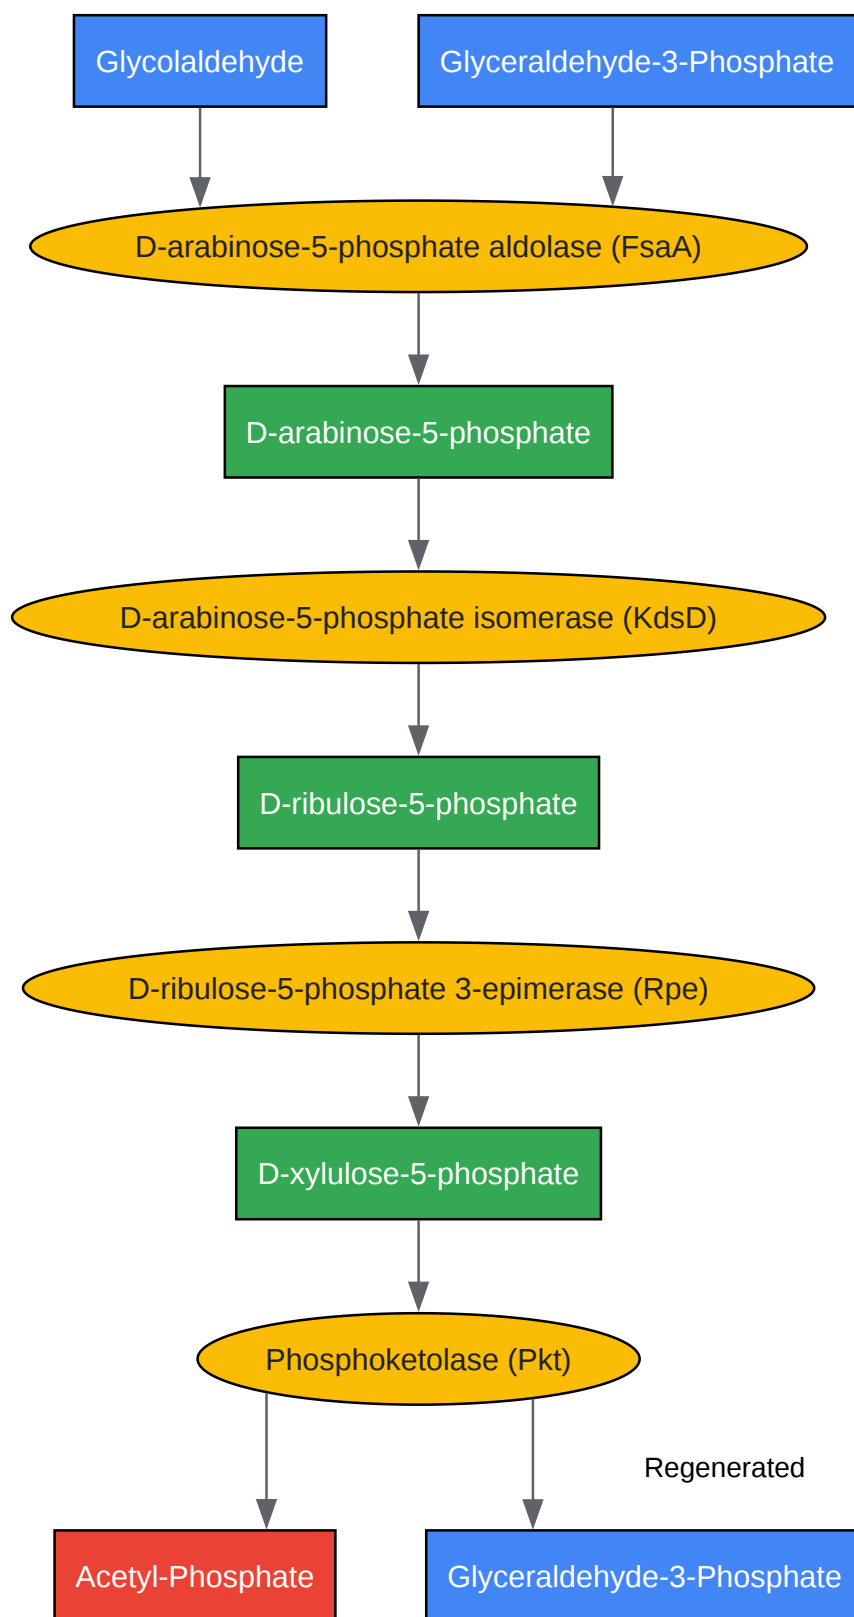 Glycolaldehyde
Glyceraldehyde-3-Phosphate
D-arabinose-5-phosphate aldolase (FsaA)
D-arabinose-5-phosphate
D-arabinose-5-phosphate isomerase (KdsD)
D-ribulose-5-phosphate
D-ribulose-5-phosphate 3-epimerase (Rpe)
D-xylulose-5-phosphate
Phosphoketolase (Pkt)
Regenerated
Acetyl-Phosphate
Glyceraldehyde-3-Phosphate